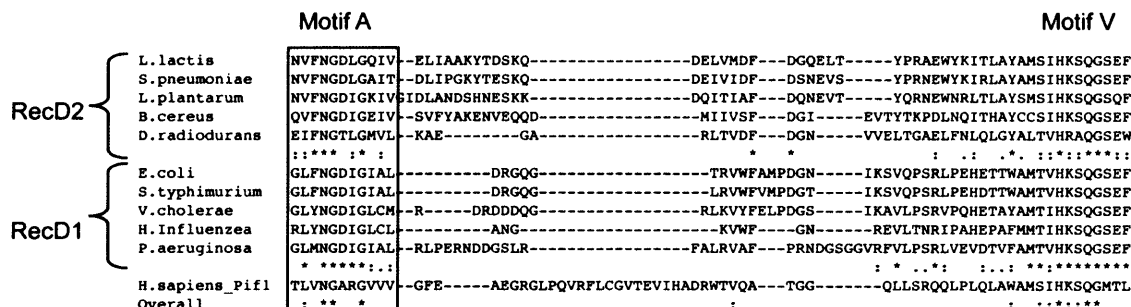 Motif A Motif V
L.lactis NVFNGDLGQIV-ELIAAKYTDSKQ-----------------DELVMDF---DGQELT-----YPRAEWYKITLAYAMSIHKSQGSEF
S.pneumoniae NVFNGDLGAIT-DLIPGKYTESKQ-----------------DEIVIDF---DSNEVS-----YPRNEWYKIRLAYAMSIHKSQGSEF
L.plantarum NVFNGDIGKIVGIDLANDSHNESKK----------------DQITIAF---DQNEVT-----YQRNEWNRLTLAYSMSIHKSQGSQF
RecD2 B.cereus QVFNGDIGEIV-SVFYAKENVEQQD----------------MIIVSF---DGI-----EVTYTKPDLNQITHAYCCSIHKSQGSEF
D.radiodurans EIFNGTLGMVL-KAE------GA------------------RLTVDF---DGN-----VVELTGAELFNLQLGYALTVHRAQGSEW
::*** :* : * * : .: *. ::*::****:
E.coli GLFNGDIGIAL--------DRGQG-----------------TRVWFAMPDGN------IKSVQPSRLPEHETTWAMTVHKSQGSEF
S.typhimurium GLFNGDIGIAL--------DRGQG-----------------LRVWFVMPDGT------IKSVQPSRLPEHDTTWAMTVHKSQGSEF
V.cholerae GLYNGDIGLCM--R-----DRDDDQG---------------RLKVYFELPDGS-----IKAVLPSRVPQHETAYAMTIHKSQGSEF
RecD1 H.Influenzea RLYNGDIGLCL--------ANG-------------------KVWF---GN--------REVLTNRIPAHEPAFMMTIHKSQGSEF
P.aeruginosa GLMNGDIGIAL--RLPERNDDGSLR----------------FALRVAF---PRNDGSGGVRFVLPSRLVEVDTVFAMTVHKSQGSEF
* *****:.: : * ..*: :. : **:**********
H.sapiens_Pif1 TLVNGARGVVV--GFE-----AEGRGLPQVRFLCGVTEVIHADRWTVQA---TGG------QLLSRQQLPLQLAWAMSIHKSQGMTL
Overall : ** * : : . ::*:**